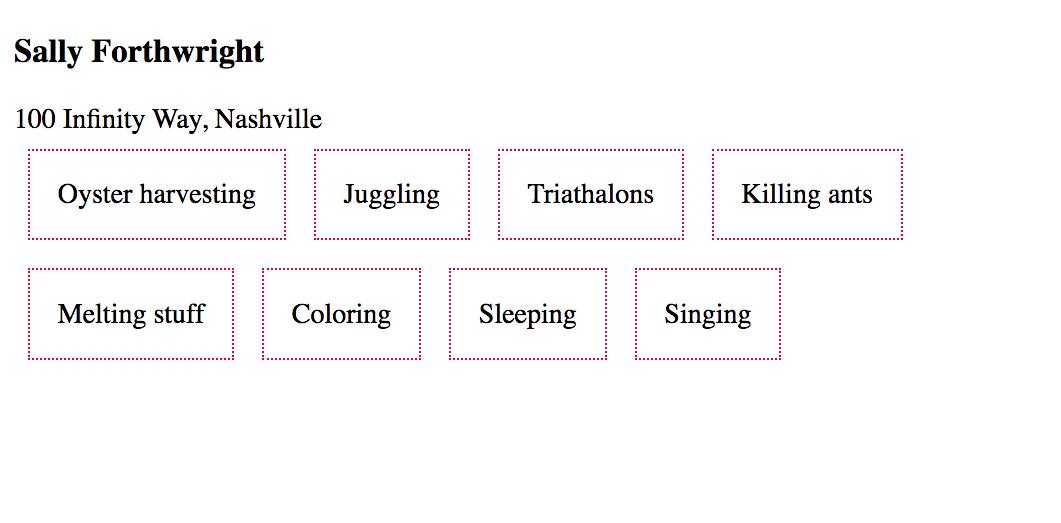 Sally Forthwright
100 Infinity Way, Nashville
Oyster harvesting Juggling Triathalons Killing ants
Melting stuff Coloring Sleeping Singing